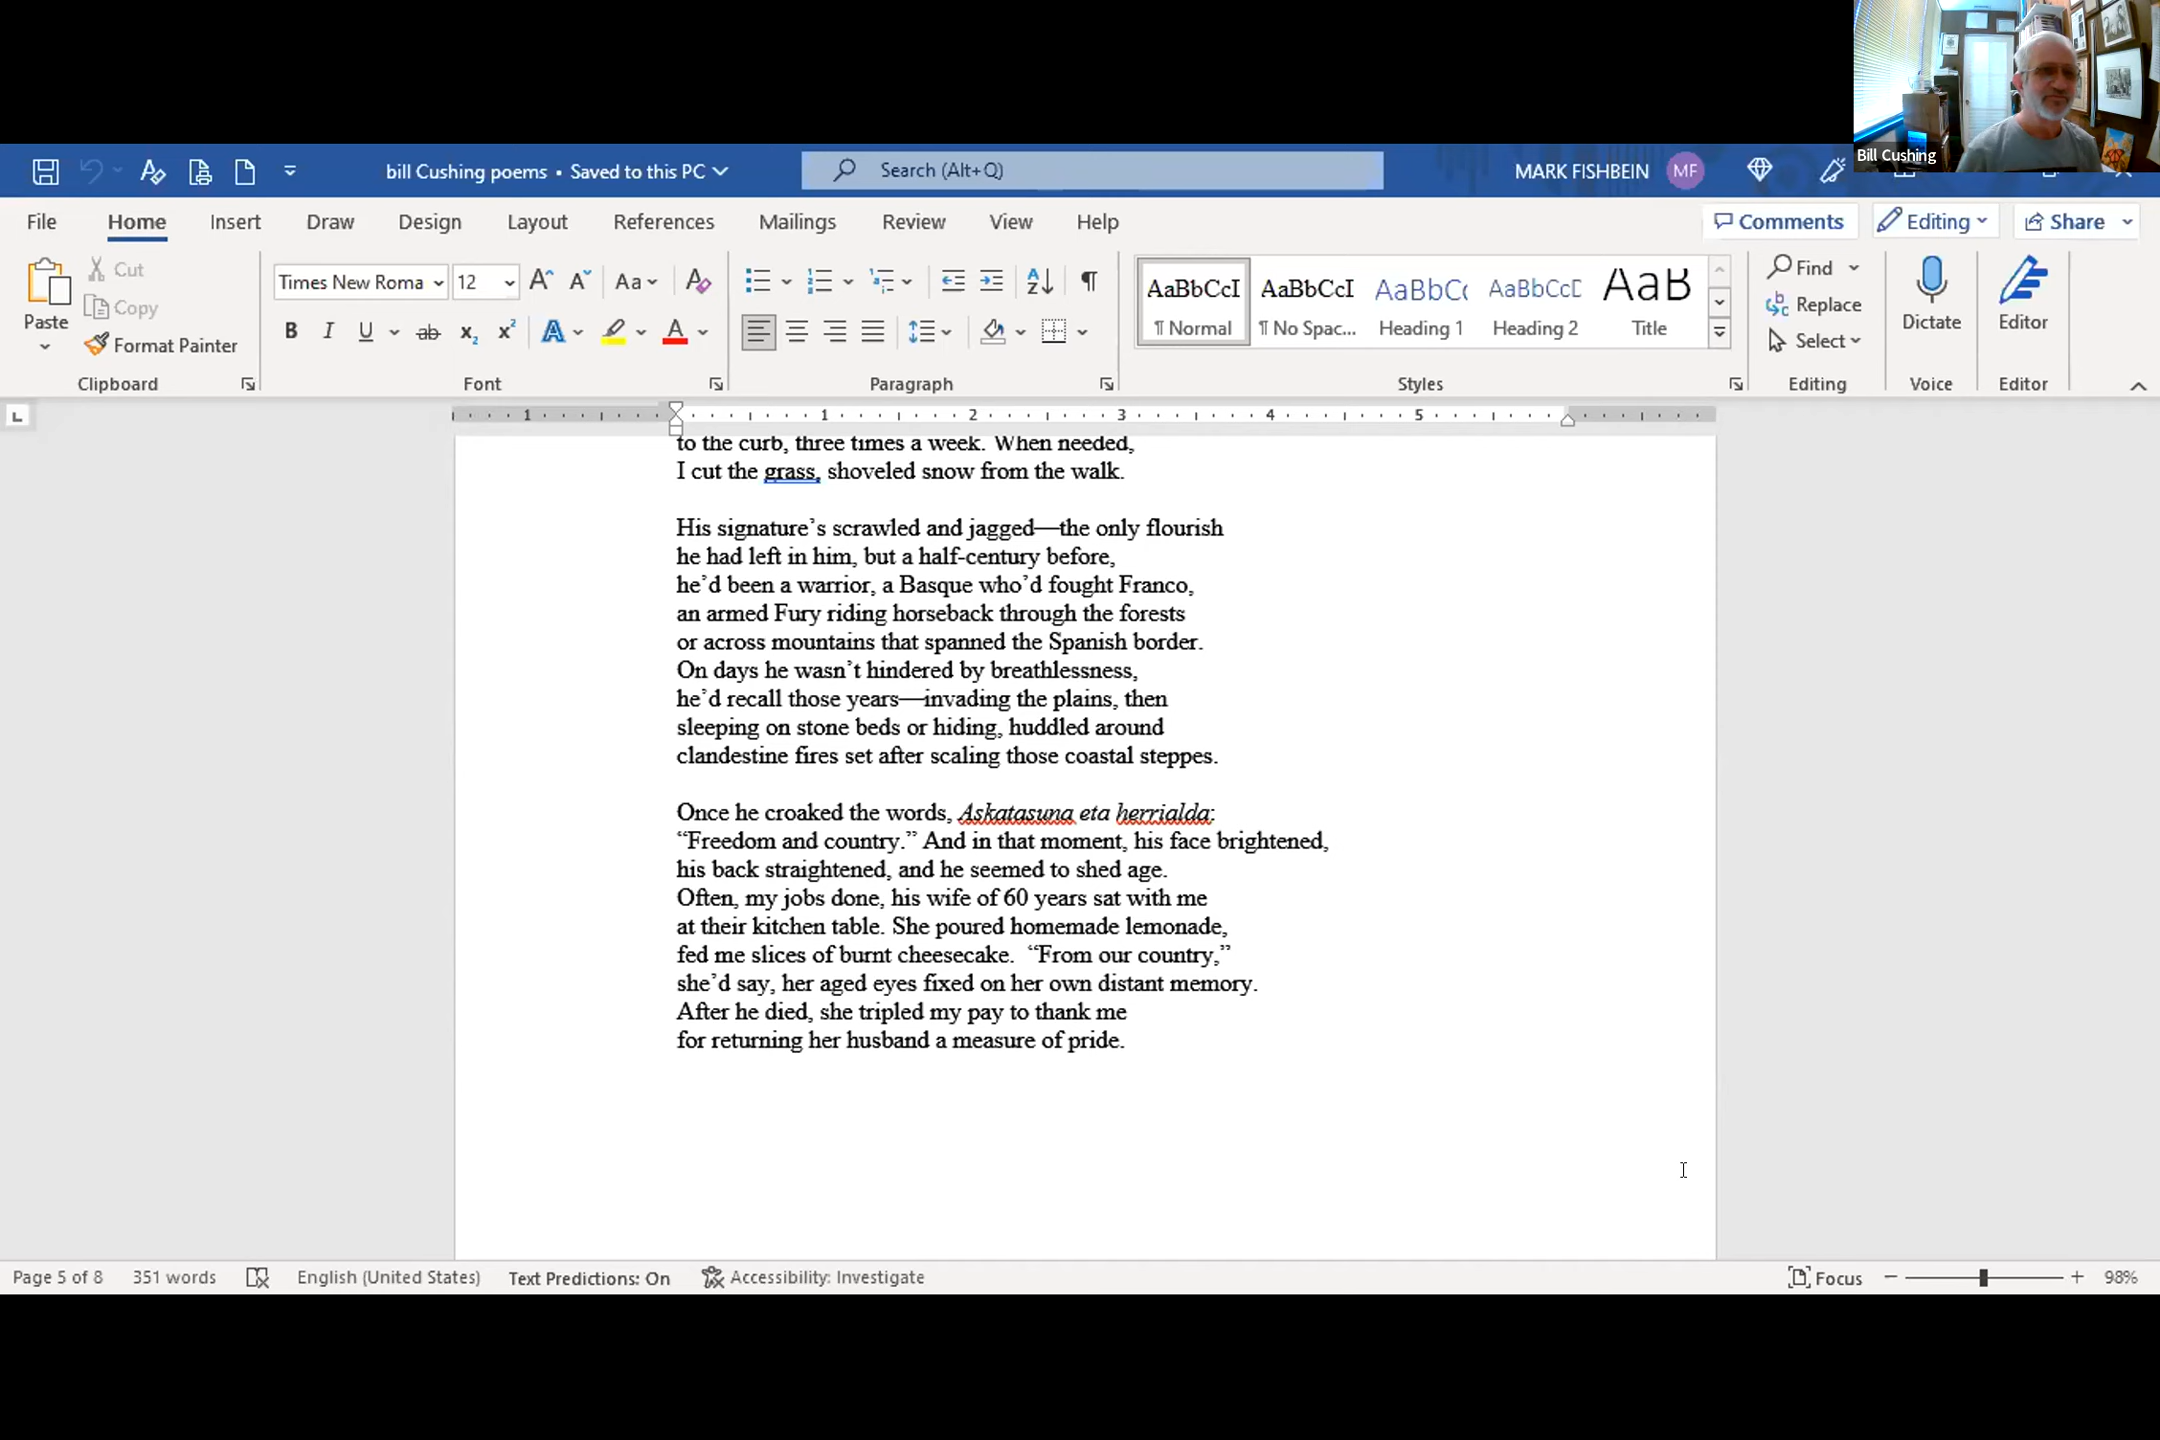 Bill Cushing
bill Cushing poems • Saved to this PC
Search (Alt+Q)
MARK FISHBEIN
MF
File Home Insert Draw Design Layout References Mailings Review View Help
Comments Editing Share
Paste
Cut
Copy
Format Painter
Clipboard
Times New Roma 12
Aa
Font
Paragraph
AaBbCcI AaBbCcI AaBbC AaBbCcD AaB
¶ Normal ¶ No Spac... Heading 1 Heading 2 Title
Styles
Find
Replace
Select
Editing
Dictate
Voice
Editor
Editor
1 1 2 3 4 5
to the curb, three times a week. When needed,
I cut the grass, shoveled snow from the walk.
His signature’s scrawled and jagged—the only flourish
he had left in him, but a half-century before,
he’d been a warrior, a Basque who’d fought Franco,
an armed Fury riding horseback through the forests
or across mountains that spanned the Spanish border.
On days he wasn’t hindered by breathlessness,
he’d recall those years—invading the plains, then
sleeping on stone beds or hiding, huddled around
clandestine fires set after scaling those coastal steppes.
Once he croaked the words, Askatasuna eta herrialda:
“Freedom and country.” And in that moment, his face brightened,
his back straightened, and he seemed to shed age.
Often, my jobs done, his wife of 60 years sat with me
at their kitchen table. She poured homemade lemonade,
fed me slices of burnt cheesecake.  “From our country,”
she’d say, her aged eyes fixed on her own distant memory.
After he died, she tripled my pay to thank me
for returning her husband a measure of pride.
Page 5 of 8 351 words English (United States) Text Predictions: On Accessibility: Investigate Focus 98%